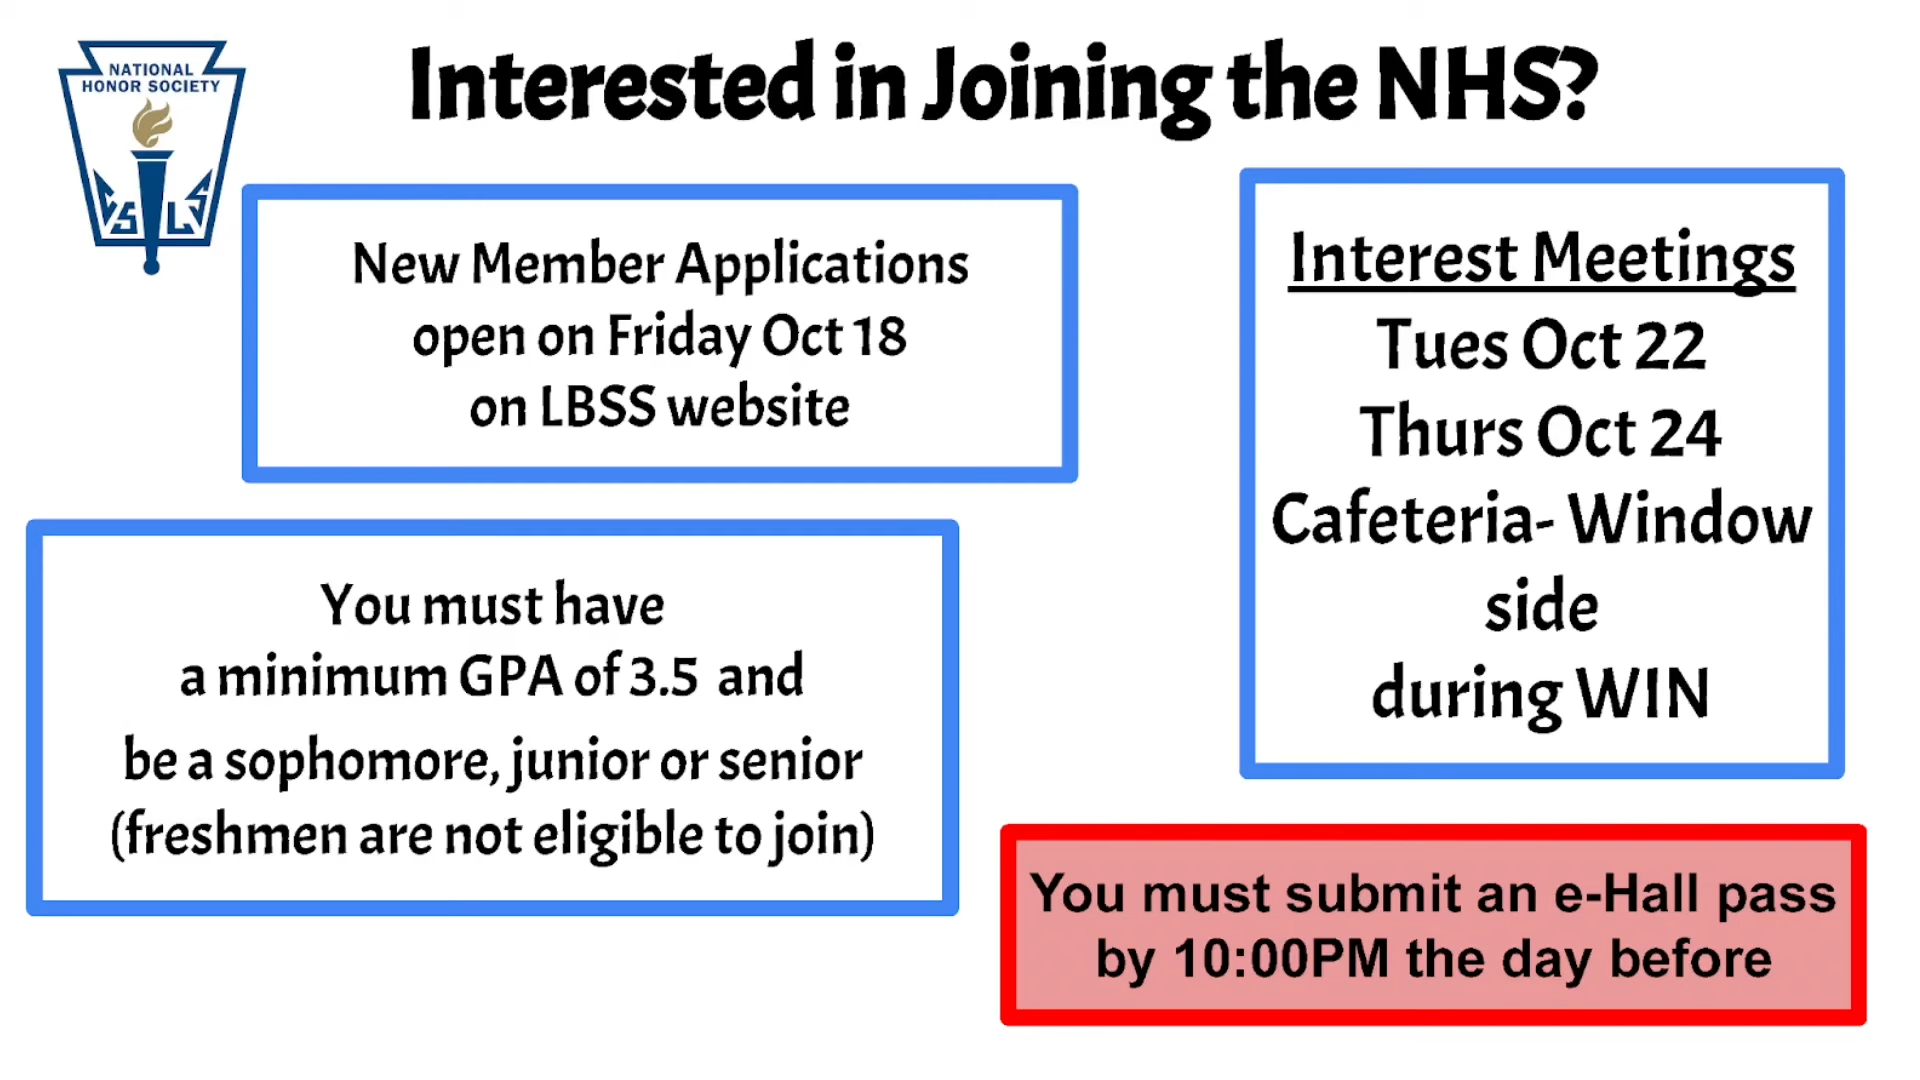 NATIONAL
HONOR SOCIETY
Interested in Joining the NHS?
New Member Applications
open on Friday Oct 18
on LBSS website
Interest Meetings
Tues Oct 22
Thurs Oct 24
Cafeteria- Window
side
during WIN
You must have
a minimum GPA of 3.5 and
be a sophomore, junior or senior
(freshmen are not eligible to join)
You must submit an e-Hall pass
by 10:00PM the day before